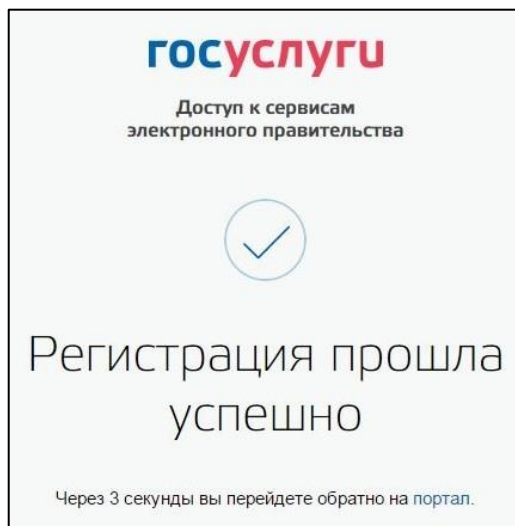 госуслуги
Доступ к сервисам
электронного правительства
Регистрация прошла
успешно
Через 3 секунды вы перейдете обратно на портал.